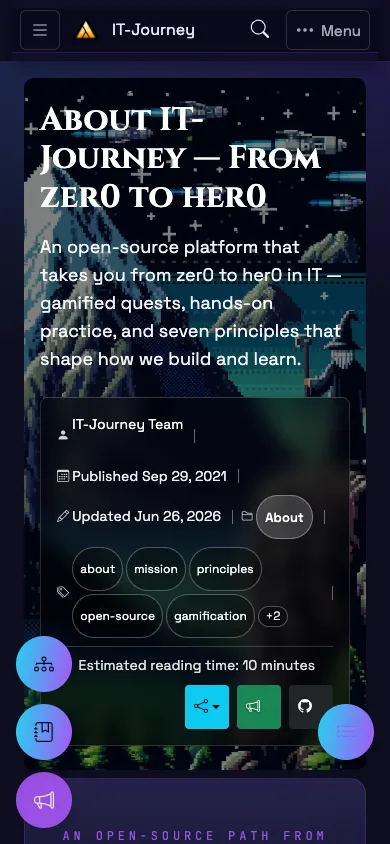 IT-Journey
Menu
About IT-
Journey — From
zer0 to her0
An open-source platform that
takes you from zer0 to her0 in IT —
gamified quests, hands-on
practice, and seven principles that
shape how we build and learn.
IT-Journey Team
Published Sep 29, 2021
Updated Jun 26, 2026
About
about mission principles
open-source gamification +2
Estimated reading time: 10 minutes
AN OPEN-SOURCE PATH FROM